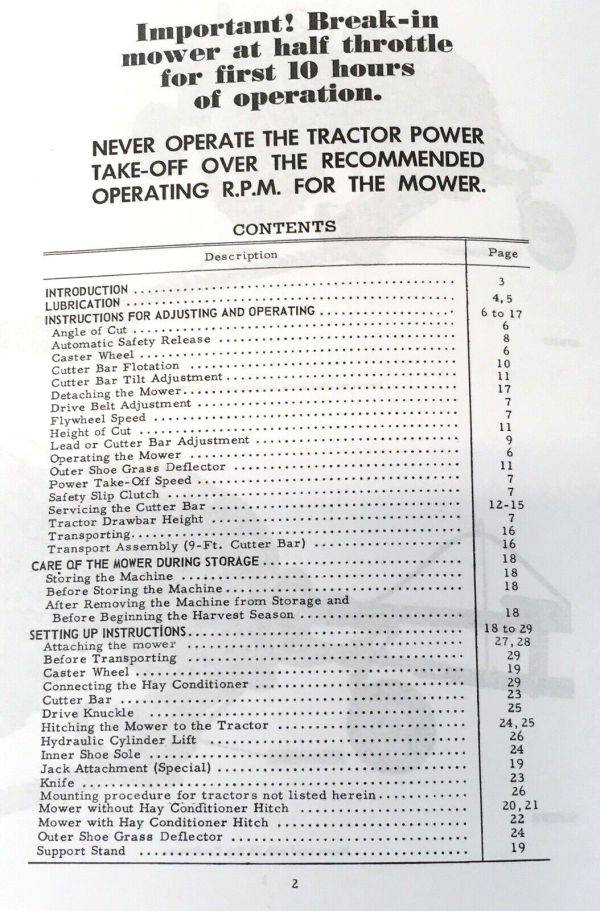 Important! Break-in
mower at half throttle
for first 10 hours
of operation.
NEVER OPERATE THE TRACTOR POWER
TAKE-OFF OVER THE RECOMMENDED
OPERATING R.P.M. FOR THE MOWER.
CONTENTS
Description Page
INTRODUCTION 3
LUBRICATION 4, 5
INSTRUCTIONS FOR ADJUSTING AND OPERATING 6 to 17
Angle of Cut 6
Automatic Safety Release 8
Caster Wheel 6
Cutter Bar Flotation 10
Cutter Bar Tilt Adjustment 11
Detaching the Mower 17
Drive Belt Adjustment 7
Flywheel Speed 7
Height of Cut 11
Lead or Cutter Bar Adjustment 9
Operating the Mower 6
Outer Shoe Grass Deflector 11
Power Take-Off Speed 7
Safety Slip Clutch 7
Servicing the Cutter Bar 12-15
Tractor Drawbar Height 7
Transporting 16
Transport Assembly (9-Ft. Cutter Bar) 16
CARE OF THE MOWER DURING STORAGE 18
Storing the Machine 18
Before Storing the Machine 18
After Removing the Machine from Storage and
Before Beginning the Harvest Season 18
SETTING UP INSTRUCTIONS 18 to 29
Attaching the mower 27, 28
Before Transporting 29
Caster Wheel 19
Connecting the Hay Conditioner 29
Cutter Bar 23
Drive Knuckle 25
Hitching the Mower to the Tractor 24, 25
Hydraulic Cylinder Lift 26
Inner Shoe Sole 24
Jack Attachment (Special) 19
Knife 23
Mounting procedure for tractors not listed herein 26
Mower without Hay Conditioner Hitch 20, 21
Mower with Hay Conditioner Hitch 22
Outer Shoe Grass Deflector 24
Support Stand 19
2